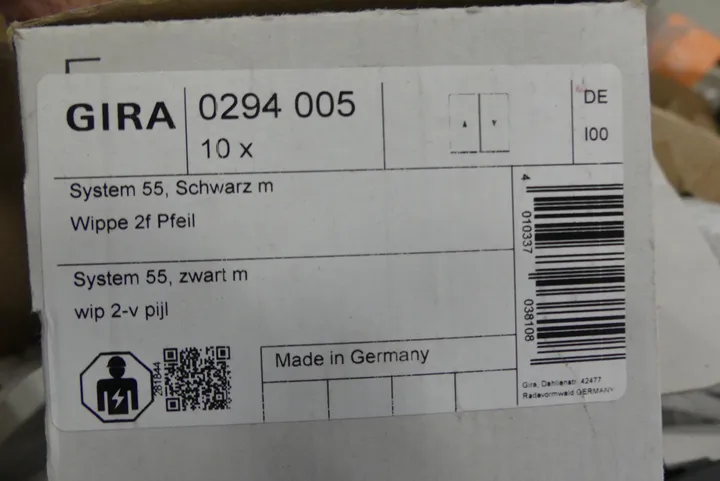 GIRA
0294 005
10 x
DE
I00
System 55, Schwarz m
Wippe 2f Pfeil
System 55, zwart m
wip 2-v pijl
4 010337 038108
281844
Made in Germany
Gira, Dahlienstr. 42477
Radevormwald GERMANY